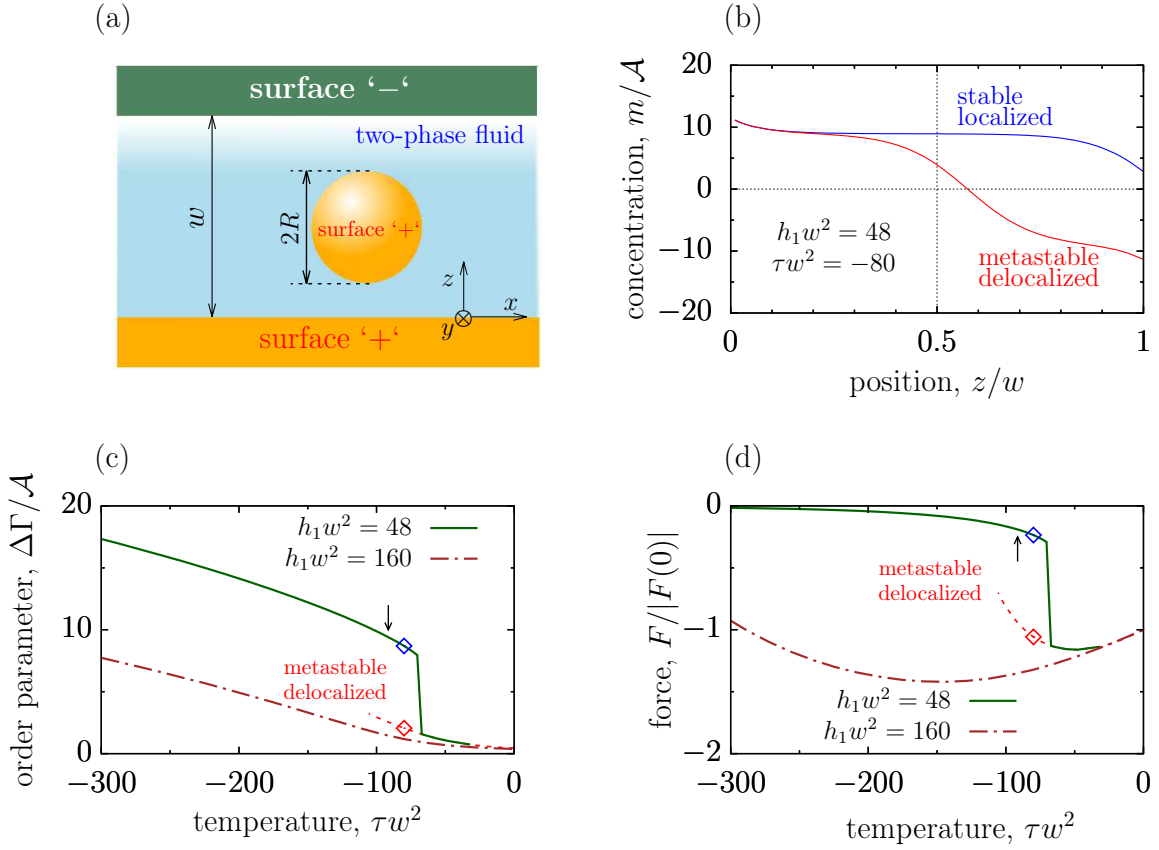 (a)
surface ‘−‘
two-phase fluid
w
2R
surface ‘+‘
z
x
y
surface ‘+‘
(b)
concentration, m/𝒜
20
10
0
−10
−20
stable
localized
h₁w² = 48
τw² = −80
metastable
delocalized
0
0.5
1
position, z/w
(c)
order parameter, ΔΓ/𝒜
20
10
0
h₁w² = 48
h₁w² = 160
metastable
delocalized
−300
−200
−100
0
temperature, τw²
(d)
force, F/|F(0)|
0
−1
−2
metastable
delocalized
h₁w² = 48
h₁w² = 160
−300
−200
−100
0
temperature, τw²